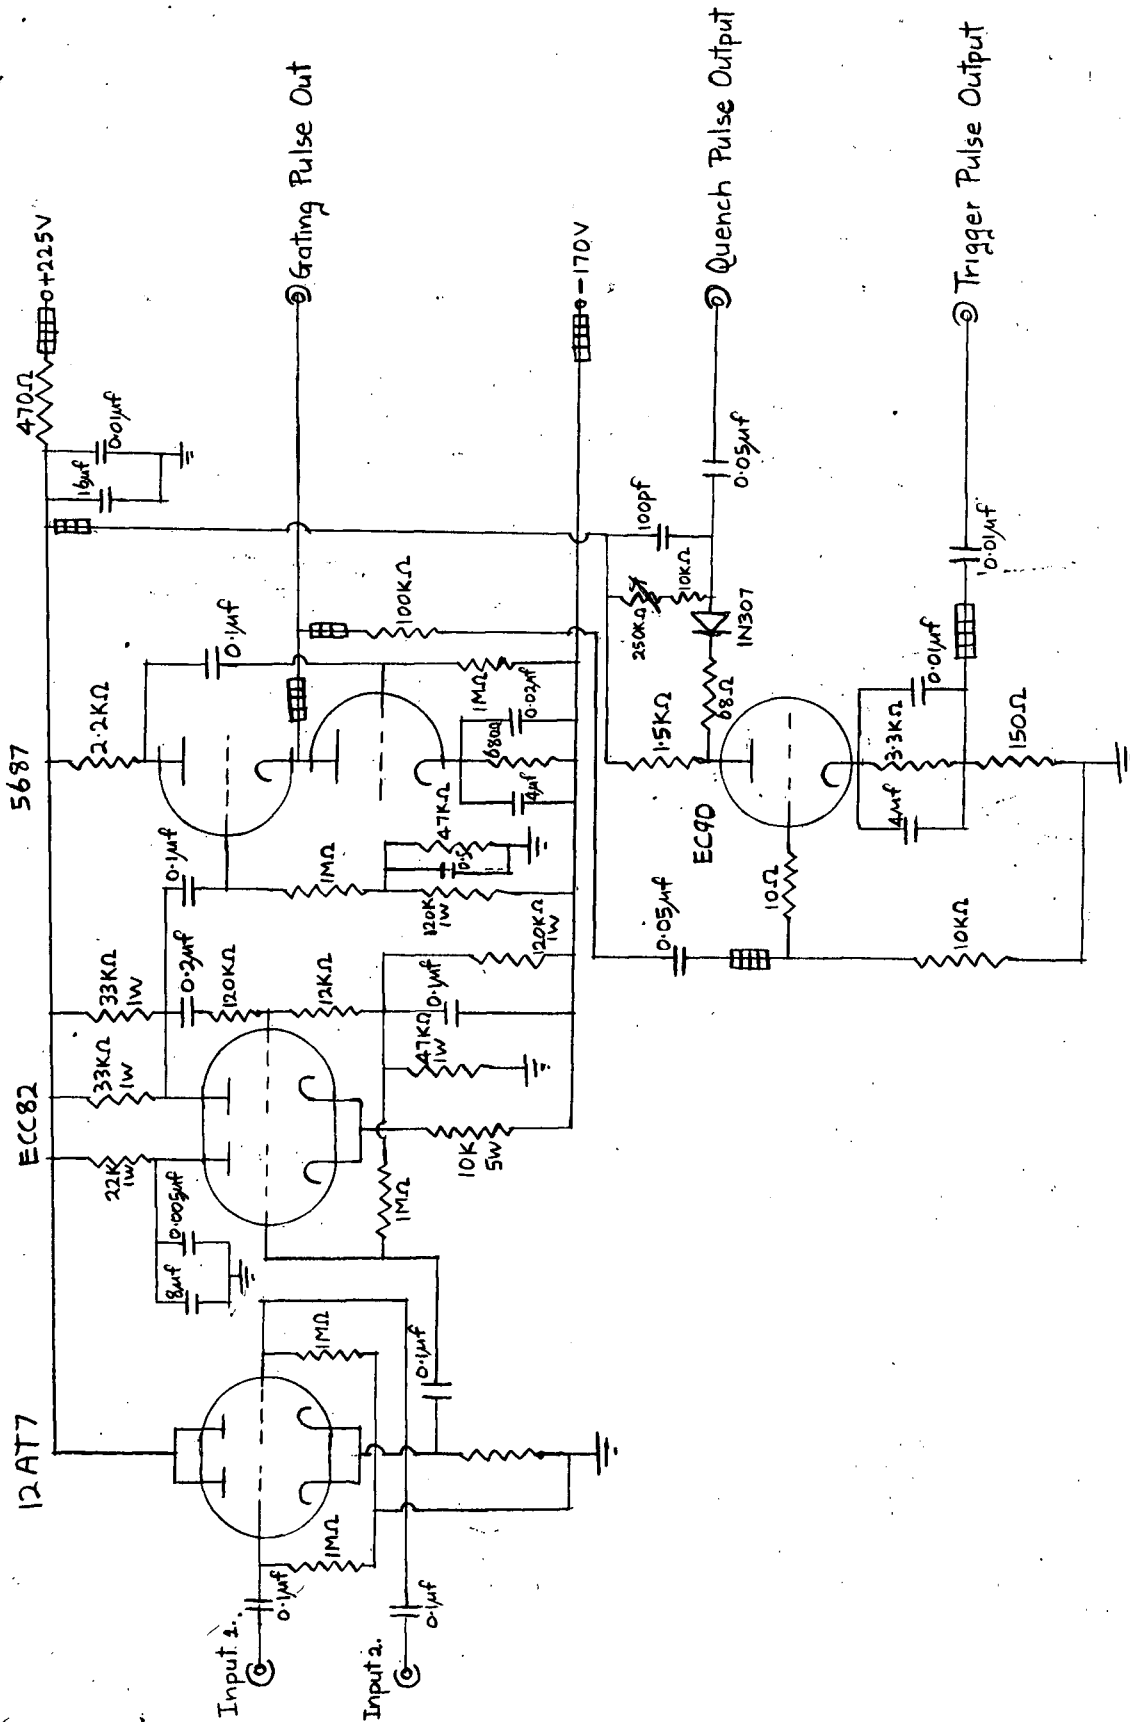 12AT7
ECC82
5687
470Ω
+225V
16μf
0.01μf
22K
1W
33KΩ
1W
33KΩ
1W
2.2KΩ
8μf
0.005μf
0.2μf
120KΩ
0.1μf
0.1μf
Gating Pulse Out
Input 1.
0.1μf
1MΩ
1MΩ
Input 2.
0.1μf
0.1μf
1MΩ
12KΩ
47KΩ
1W
0.1μf
10K
5W
120KΩ
1W
1MΩ
120K
1W
47KΩ
4μf
680Ω
0.02μf
1MΩ
100KΩ
-170V
0.05μf
10Ω
10KΩ
EC90
1.5KΩ
68Ω
1N307
250KΩ
10KΩ
100pf
0.05μf
Quench Pulse Output
4μf
3.3KΩ
0.01μf
150Ω
0.01μf
Trigger Pulse Output